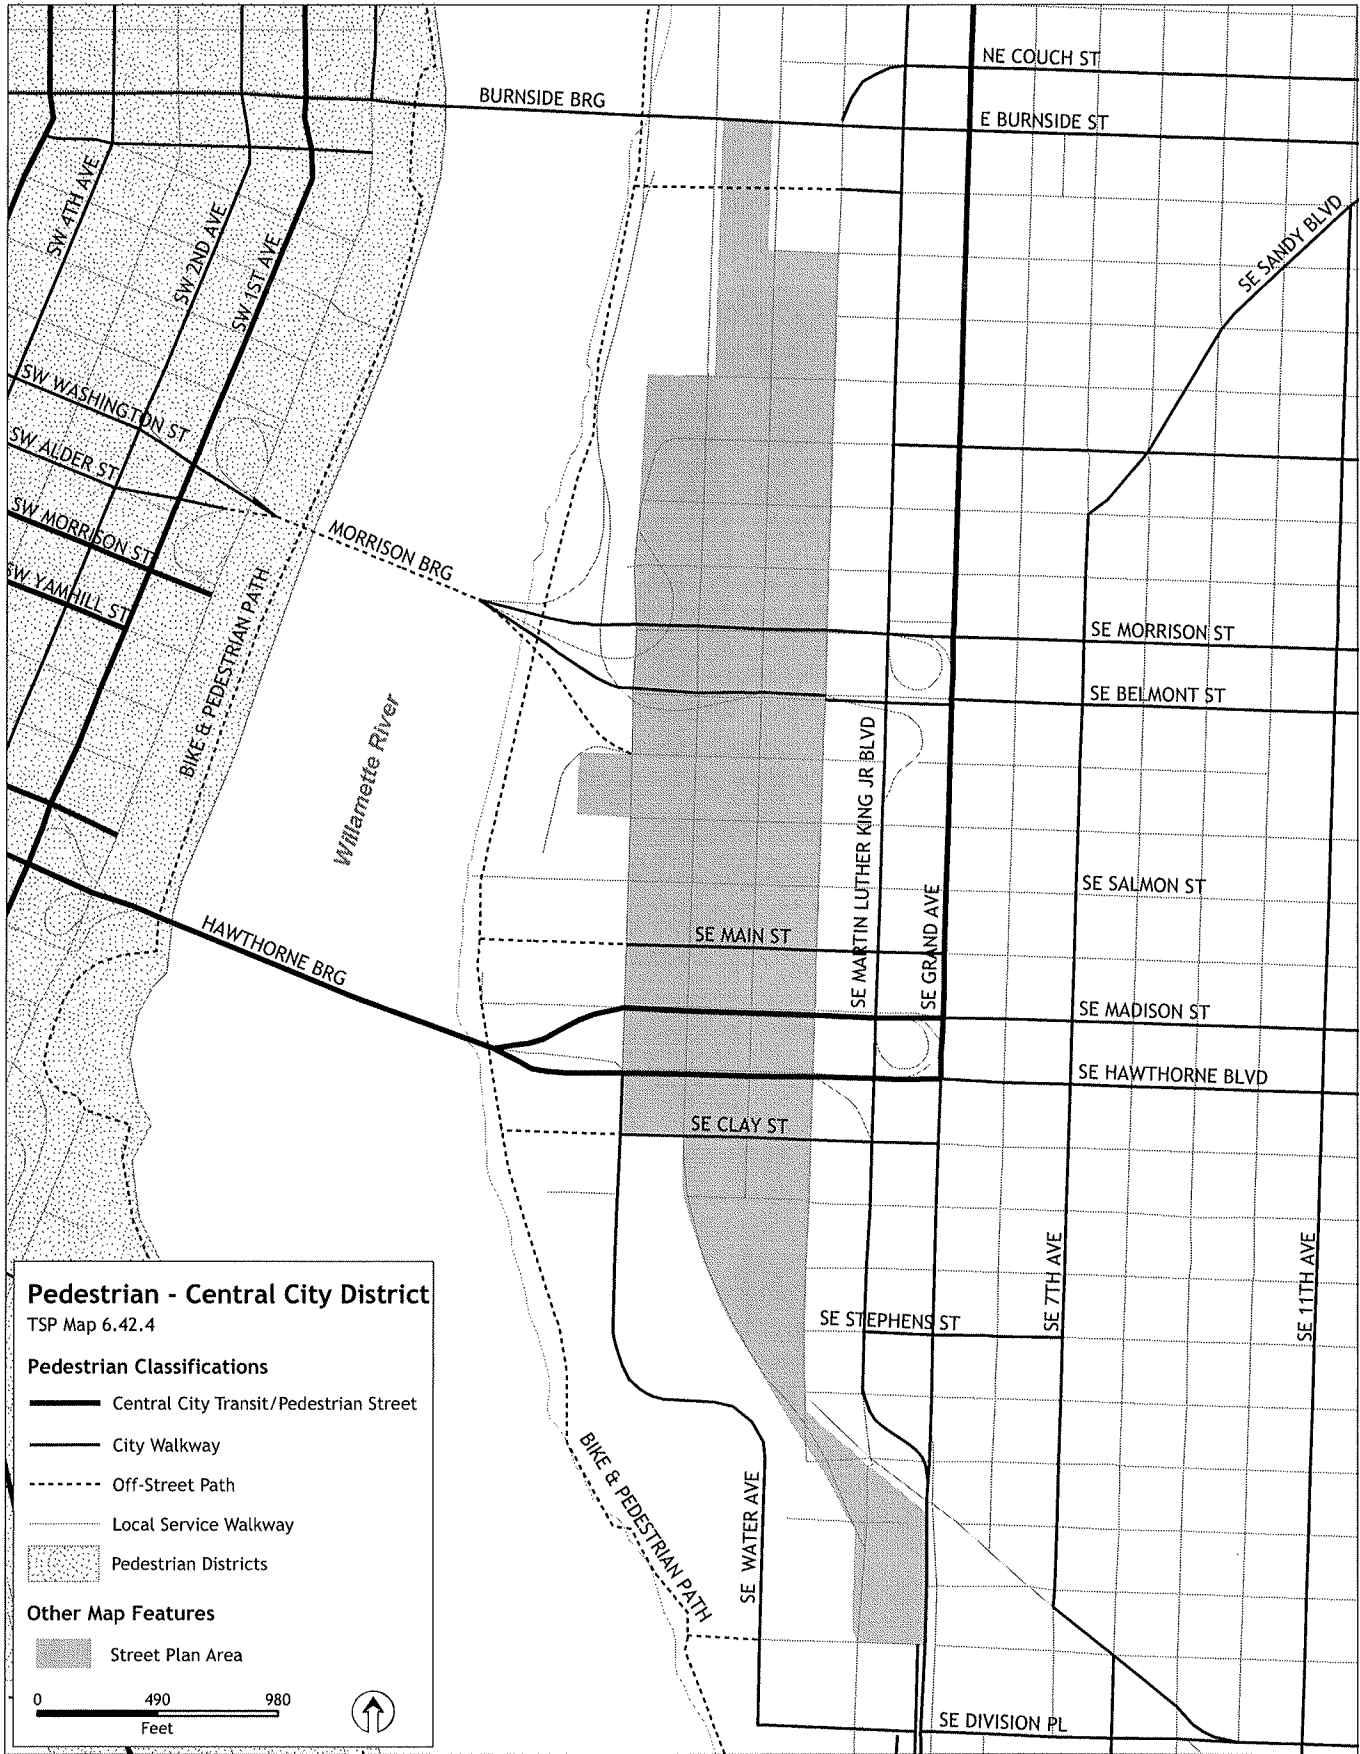 NE COUCH ST
BURNSIDE BRG
E BURNSIDE ST
SW 4TH AVE
SW 2ND AVE
SW 1ST AVE
SE SANDY BLVD
SW WASHINGTON ST
SW ALDER ST
SW MORRISON ST
SW YAMHILL ST
MORRISON BRG
BIKE & PEDESTRIAN PATH
Willamette River
SE MORRISON ST
SE BELMONT ST
SE MARTIN LUTHER KING JR BLVD
SE GRAND AVE
SE SALMON ST
HAWTHORNE BRG
SE MAIN ST
SE MADISON ST
SE HAWTHORNE BLVD
SE CLAY ST
SE 7TH AVE
SE 11TH AVE
SE STEPHENS ST
BIKE & PEDESTRIAN PATH
SE WATER AVE
SE DIVISION PL
Pedestrian - Central City District
TSP Map 6.42.4
Pedestrian Classifications
Central City Transit/Pedestrian Street
City Walkway
Off-Street Path
Local Service Walkway
Pedestrian Districts
Other Map Features
Street Plan Area
0 490 980
Feet